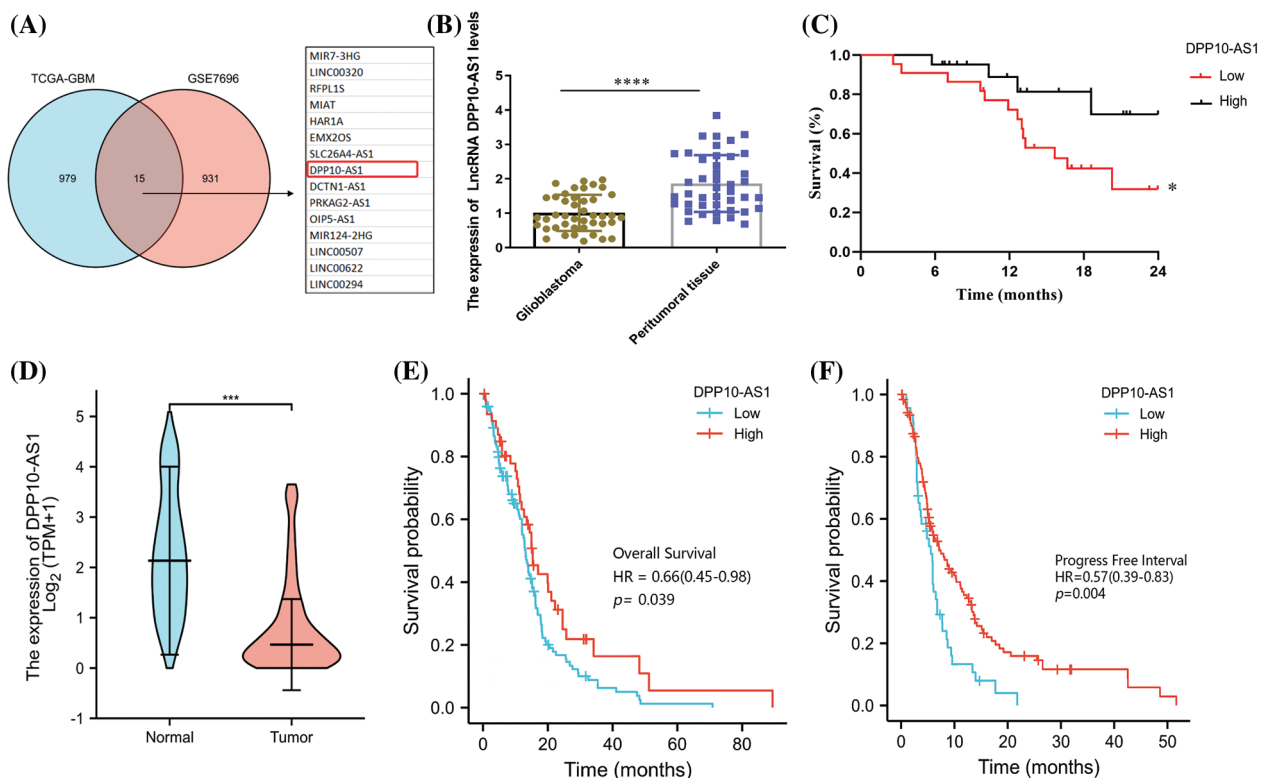 (A)
TCGA-GBM
GSE7696
979
15
931
MIR7-3HG
LINC00320
RFPL1S
MIAT
HAR1A
EMX2OS
SLC26A4-AS1
DPP10-AS1
DCTN1-AS1
PRKAG2-AS1
OIP5-AS1
MIR124-2HG
LINC00507
LINC00622
LINC00294
(B)
The expressin of LncRNA DPP10-AS1 levels
5
4
3
2
1
0
****
Glioblastoma
Peritumoral tissue
(C)
DPP10-AS1
Low
High
Survival (%)
1.0
0.8
0.6
0.4
0.2
0.0
*
0
6
12
18
24
Time (months)
(D)
The expression of DPP10-AS1
Log2 (TPM+1)
5
4
3
2
1
0
-1
***
Normal
Tumor
(E)
DPP10-AS1
Low
High
Survival probability
1.0
0.8
0.6
0.4
0.2
0.0
Overall Survival
HR = 0.66(0.45-0.98)
p= 0.039
0
20
40
60
80
Time (months)
(F)
DPP10-AS1
Low
High
Survival probability
1.0
0.8
0.6
0.4
0.2
0.0
Progress Free Interval
HR=0.57(0.39-0.83)
p=0.004
0
10
20
30
40
50
Time (months)